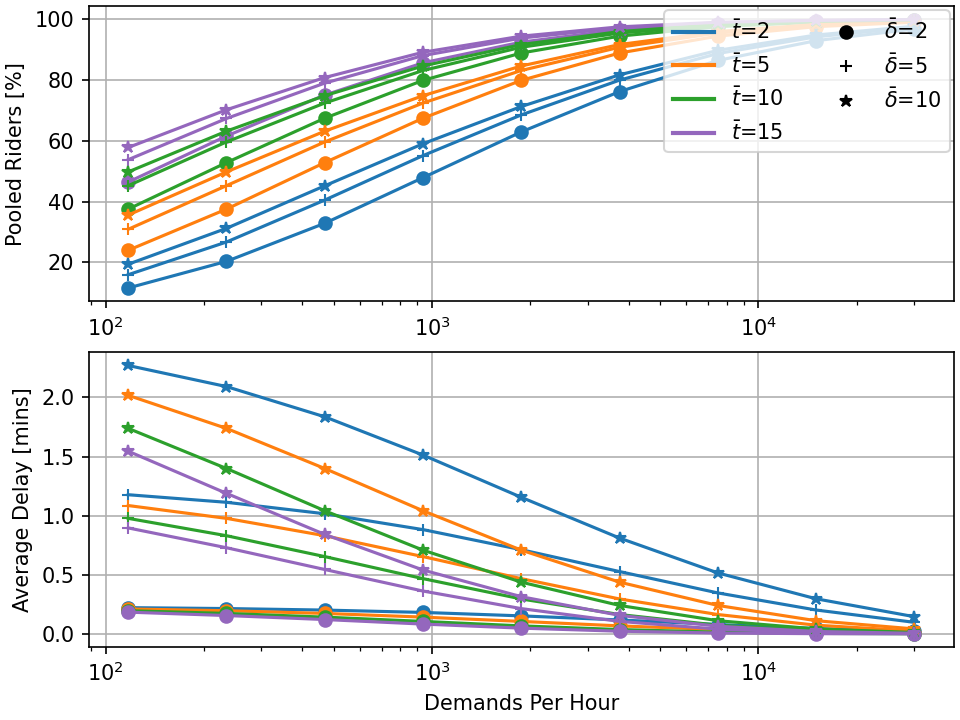 100
80
60
40
20
Pooled Riders [%]
t̄=2
t̄=5
t̄=10
t̄=15
δ̄=2
δ̄=5
δ̄=10
10² 10³ 10⁴
2.0
1.5
1.0
0.5
0.0
Average Delay [mins]
10² 10³ 10⁴
Demands Per Hour